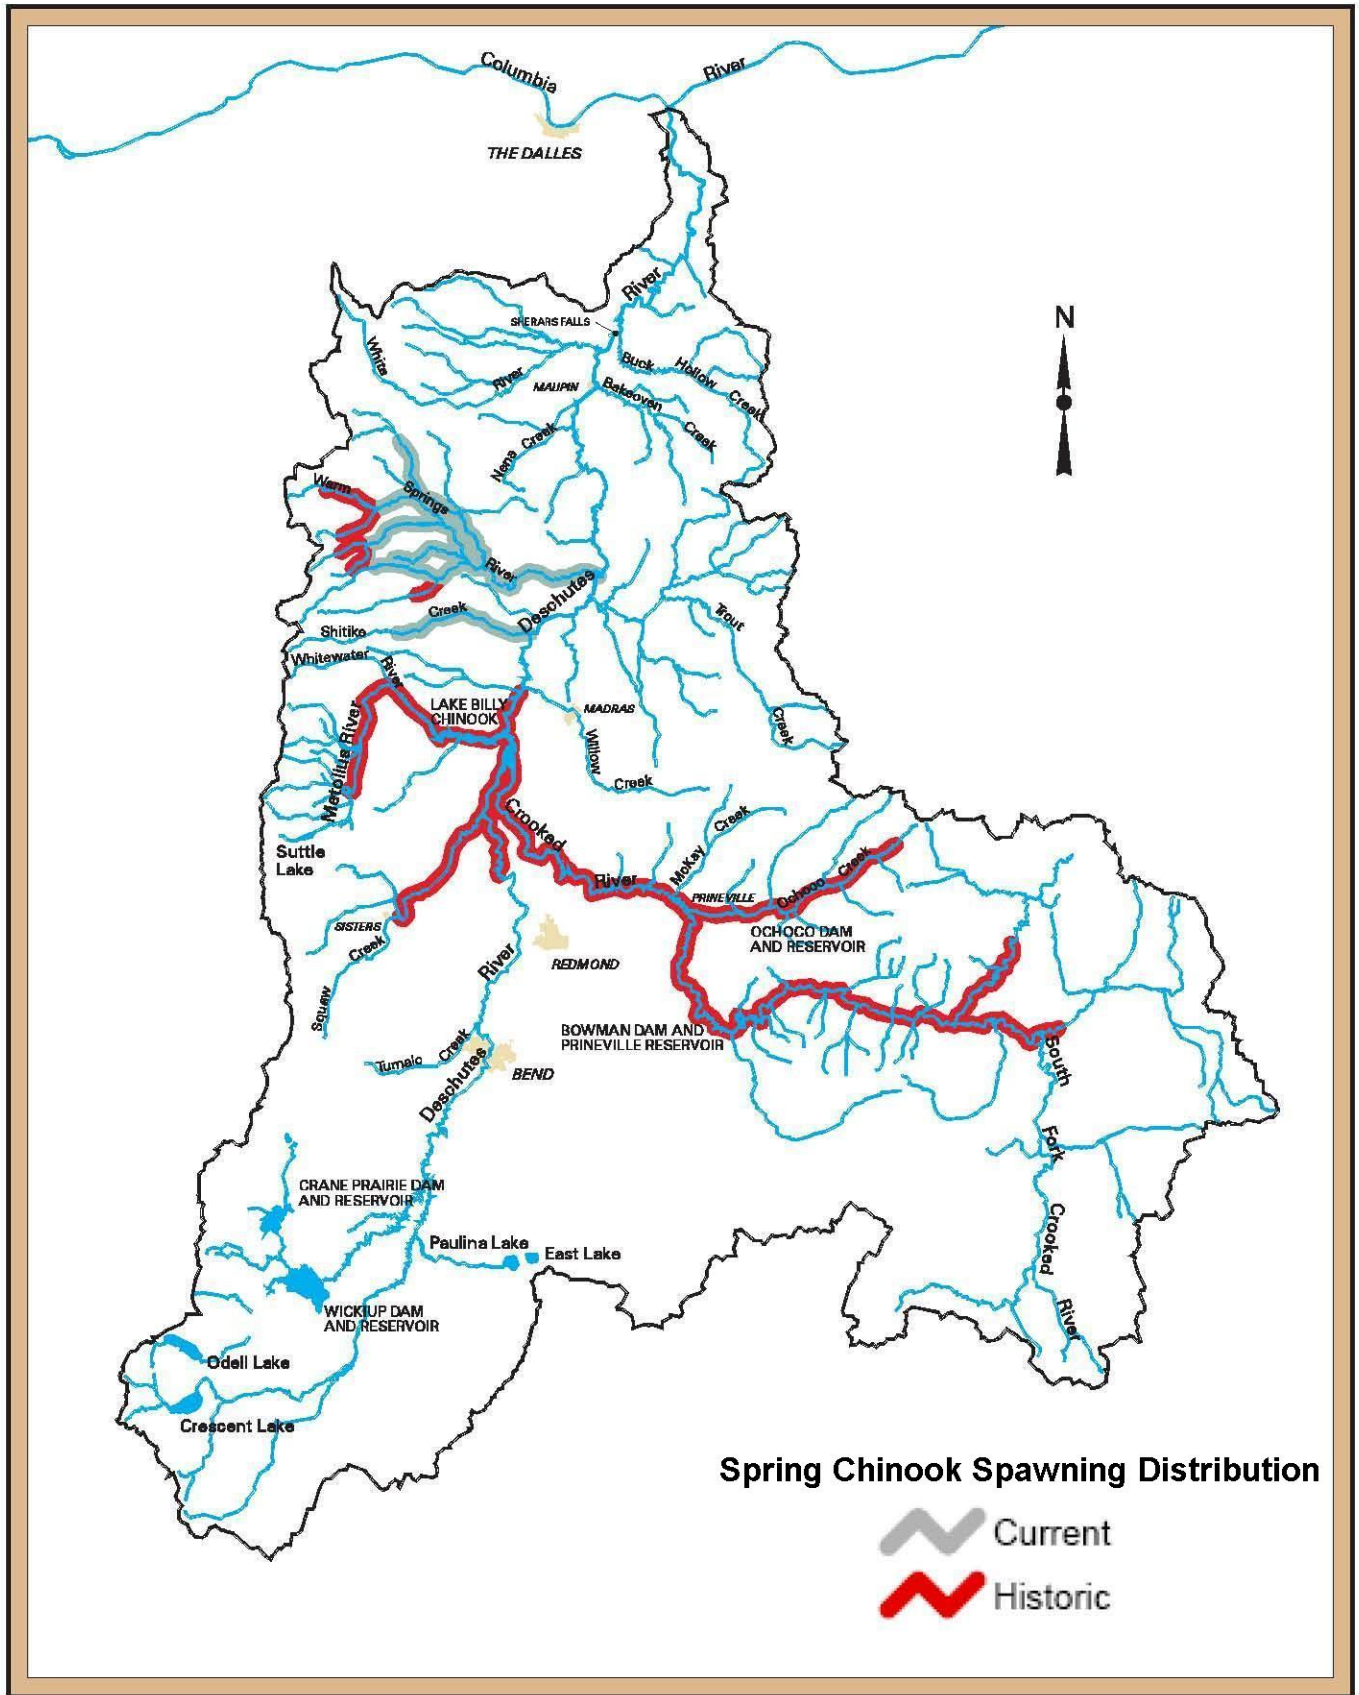 Columbia
River
THE DALLES
River
SHERARS FALLS
N
White
River
MAUPIN
Buck
Hollow
Creek
Bakeoven
Creek
Nena Creek
Warm
Springs
River
Deschutes
Creek
Shitike
Trout
Creek
Whitewater
River
LAKE BILLY
CHINOOK
MADRAS
Willow
Creek
Metolius River
Suttle
Lake
Crooked
River
McKay
Creek
PRINEVILLE
Ochoco
Creek
OCHOCO DAM
AND RESERVOIR
SISTERS
Creek
Squaw
River
REDMOND
BOWMAN DAM AND
PRINEVILLE RESERVOIR
Tumalo
Creek
Deschutes
BEND
South
Fork
Crooked
River
CRANE PRAIRIE DAM
AND RESERVOIR
Paulina Lake
East Lake
WICKIUP DAM
AND RESERVOIR
Odell Lake
Crescent Lake
Spring Chinook Spawning Distribution
Current
Historic